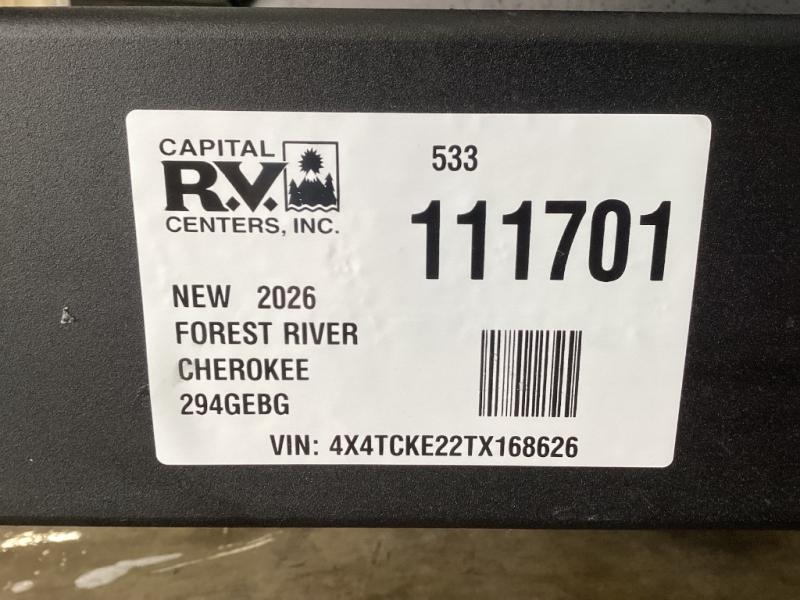 CAPITAL
R.V.
CENTERS, INC.
533
111701
NEW 2026
FOREST RIVER
CHEROKEE
294GEBG
VIN: 4X4TCKE22TX168626